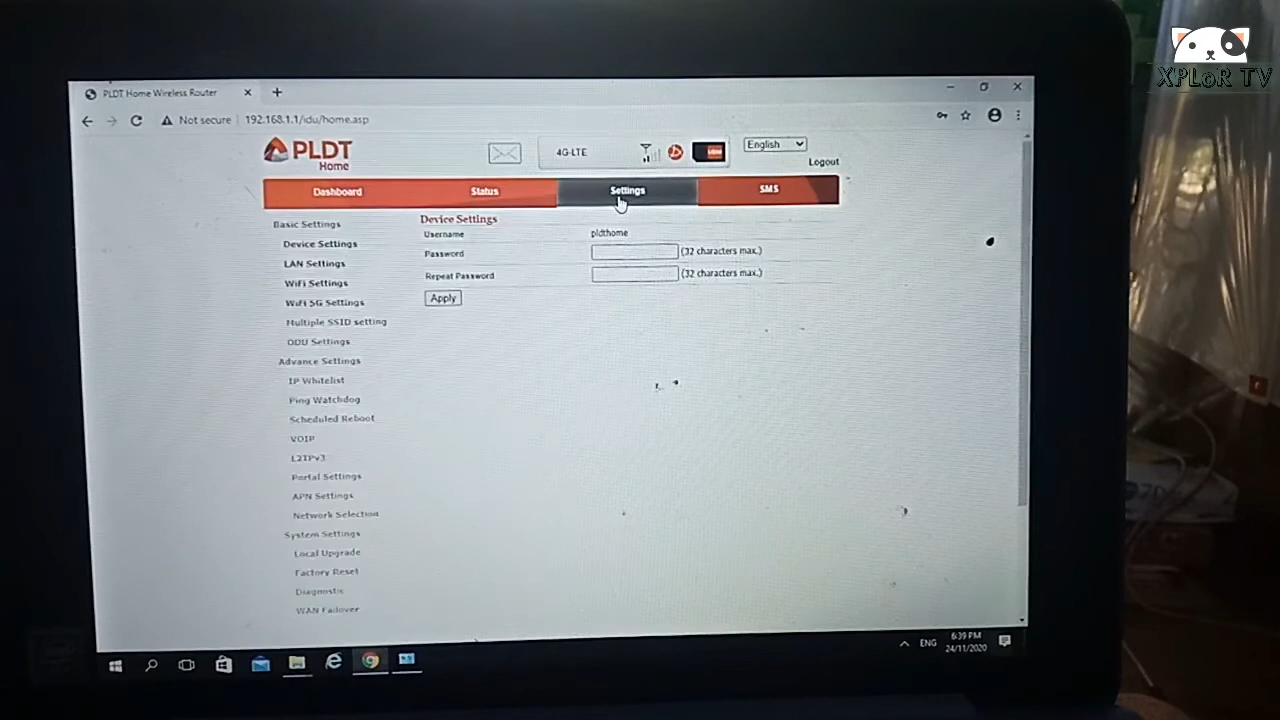 XPLoR TV
PLDT Home Wireless Router
Not secure 192.168.1.1/idu/home.asp
PLDT
Home
4G-LTE
English
Logout
Dashboard
Status
Settings
SMS
Basic Settings
Device Settings
LAN Settings
WiFi Settings
WiFi 5G Settings
Multiple SSID setting
ODU Settings
Advance Settings
IP Whitelist
Ping Watchdog
Scheduled Reboot
VOIP
L2TPv3
Portal Settings
APN Settings
Network Selection
System Settings
Local Upgrade
Factory Reset
Diagnostic
WAN Failover
Device Settings
Username pldthome
Password (32 characters max.)
Repeat Password (32 characters max.)
Apply
ENG
6:39 PM
24/11/2020